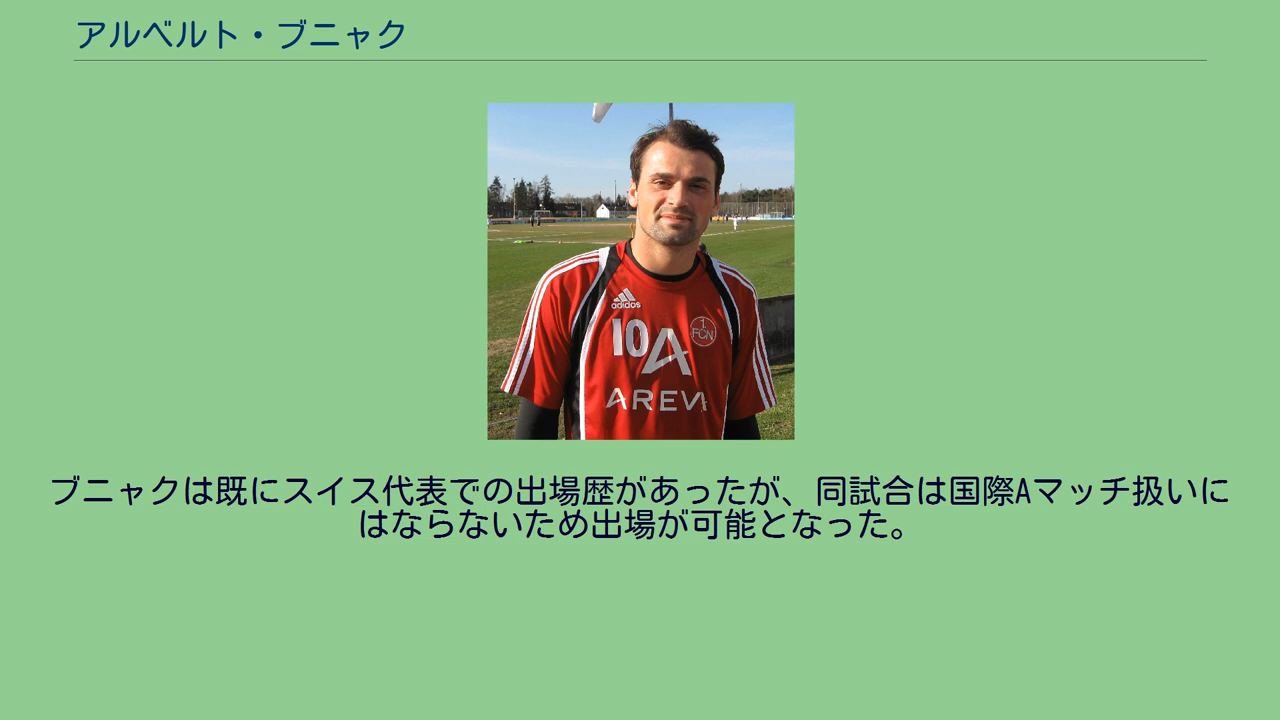 アルベルト・ブニャク
adidas
10
1.
FCN
AREVA
ブニャクは既にスイス代表での出場歴があったが、同試合は国際Aマッチ扱いに
はならないため出場が可能となった。